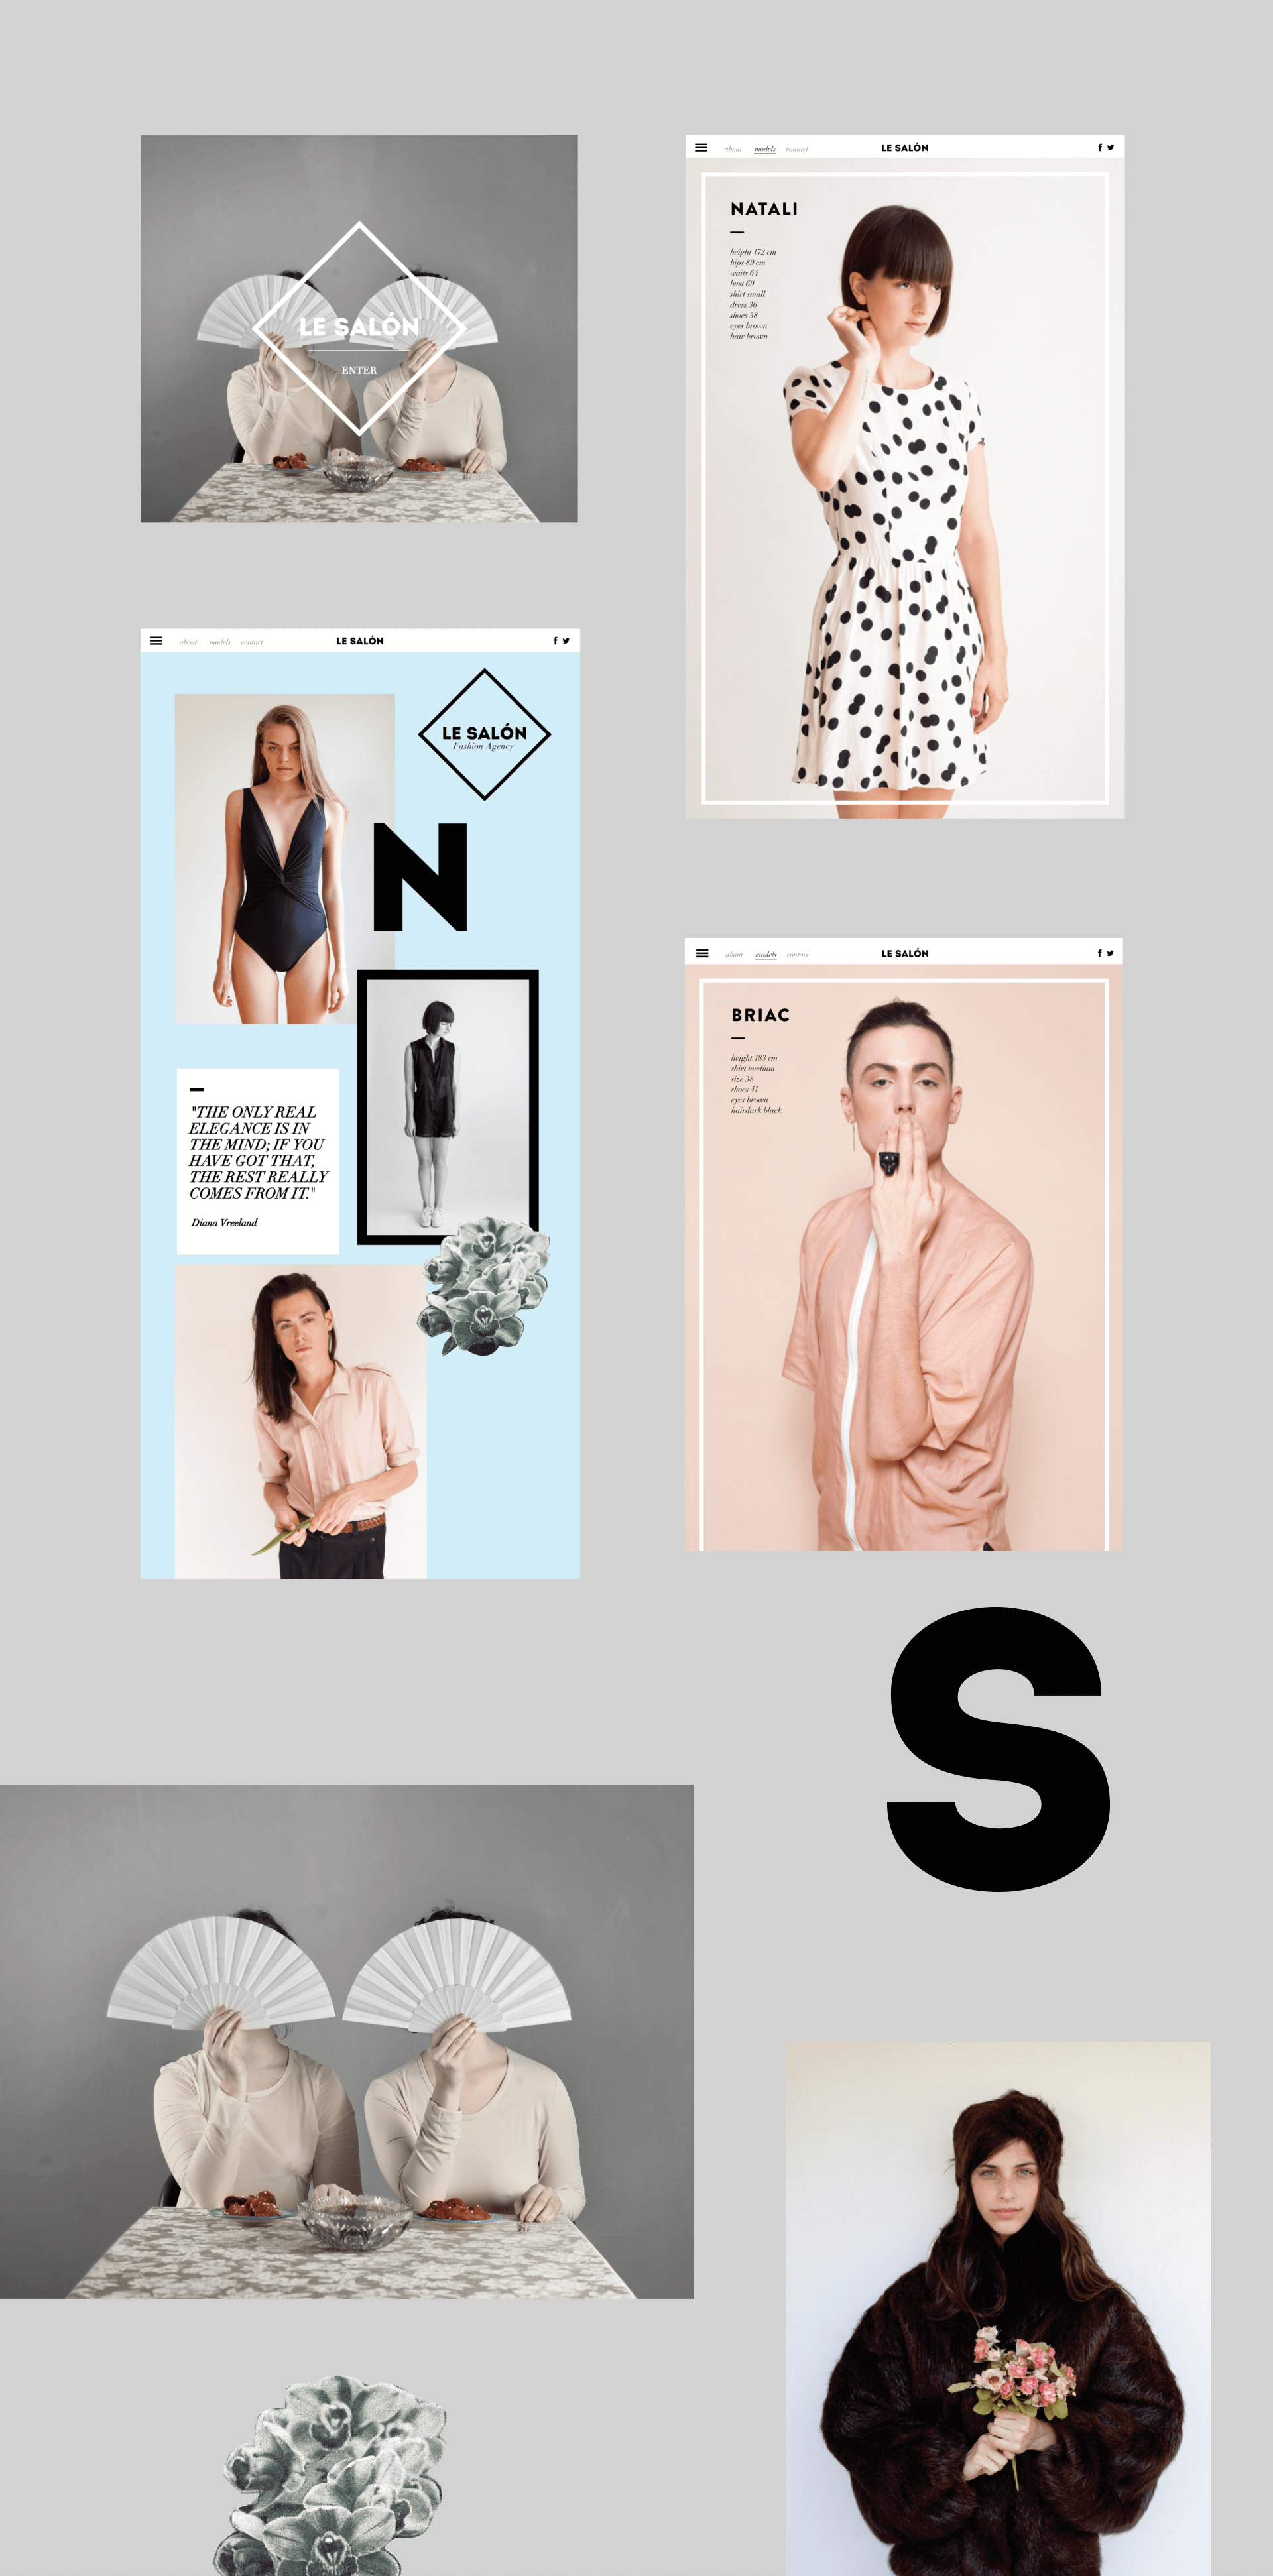 LE SALÓN
ENTER
about models contact LE SALÓN
NATALI
height 172 cm
hips 89 cm
waits 64
bust 69
shirt small
dress 36
shoes 38
eyes brown
hair brown
about models contact LE SALÓN
LE SALÓN
Fashion Agency
N
"THE ONLY REAL
ELEGANCE IS IN
THE MIND; IF YOU
HAVE GOT THAT,
THE REST REALLY
COMES FROM IT."
Diana Vreeland
about models contact LE SALÓN
BRIAC
height 183 cm
shirt medium
size 38
shoes 41
eyes brown
hairdark black
S